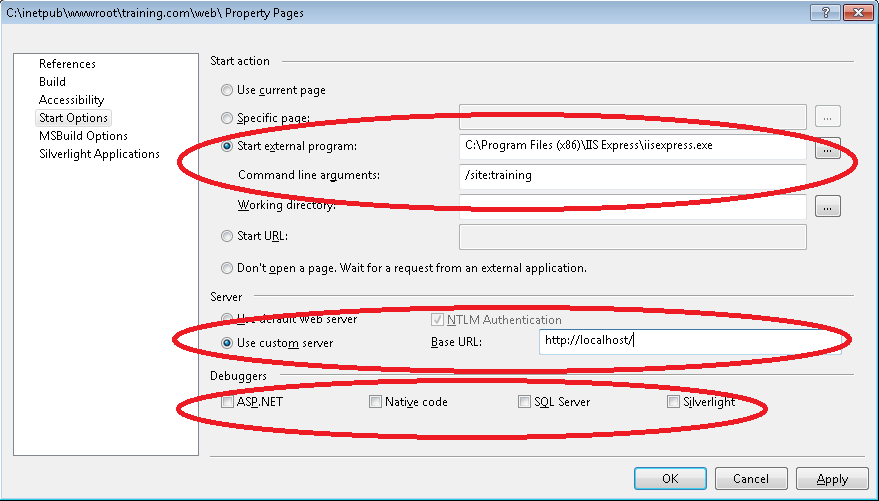 C:\inetpub\wwwroot\training.com\web\ Property Pages
References
Build
Accessibility
Start Options
MSBuild Options
Silverlight Applications
Start action
Use current page
Specific page:
...
Start external program:
C:\Program Files (x86)\IIS Express\iisexpress.exe
...
Command line arguments:
/site:training
Working directory:
...
Start URL:
Don't open a page. Wait for a request from an external application.
Server
Use default web server
NTLM Authentication
Use custom server
Base URL:
http://localhost/
Debuggers
ASP.NET
Native code
SQL Server
Silverlight
OK
Cancel
Apply